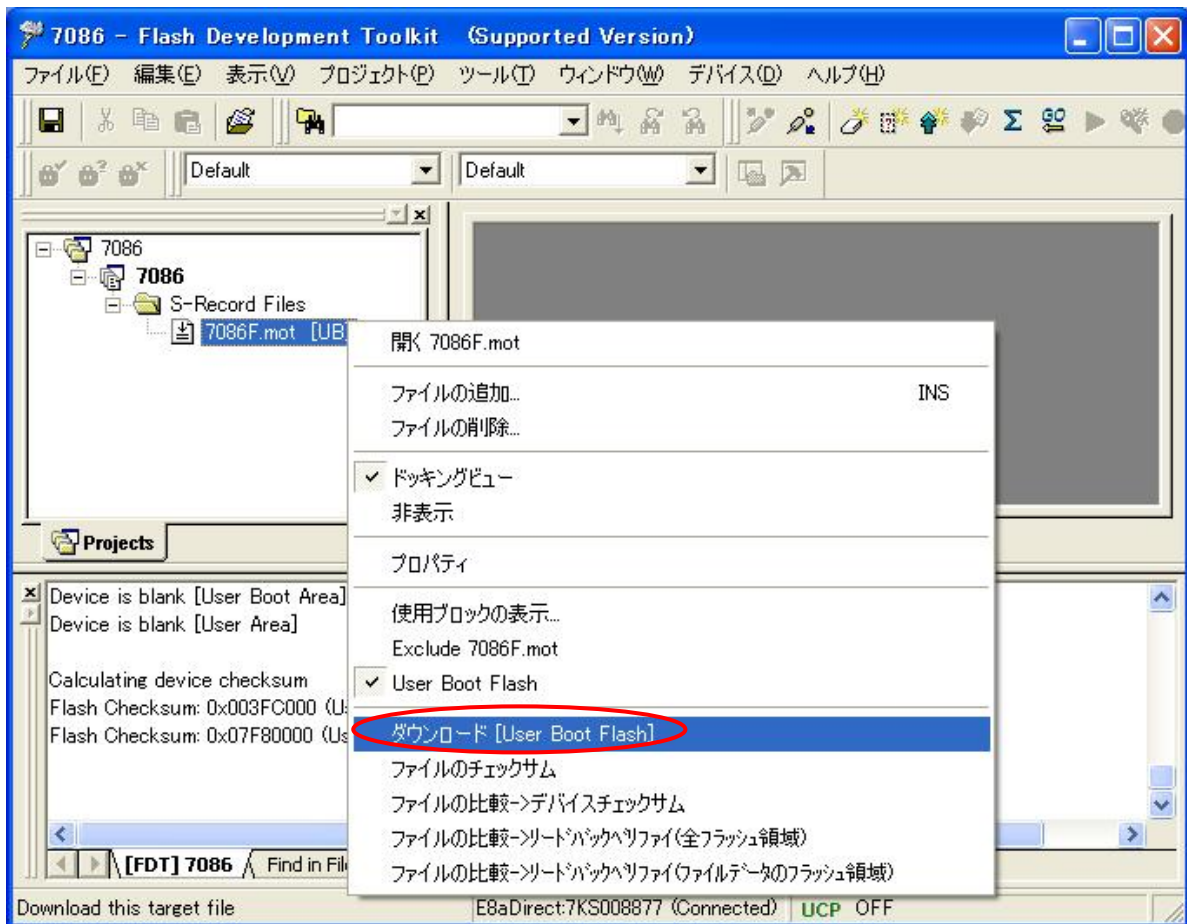 7086 - Flash Development Toolkit (Supported Version)
ファイル(F) 編集(E) 表示(V) プロジェクト(P) ツール(T) ウィンドウ(W) デバイス(D) ヘルプ(H)
GO
Default Default
7086
7086
S-Record Files
7086F.mot [UB]
開く 7086F.mot
ファイルの追加... INS
ファイルの削除...
ドッキングビュー
非表示
プロパティ
使用ブロックの表示...
Exclude 7086F.mot
User Boot Flash
ダウンロード [User Boot Flash]
ファイルのチェックサム
ファイルの比較->デバイスチェックサム
ファイルの比較->リードバックベリファイ(全フラッシュ領域)
ファイルの比較->リードバックベリファイ(ファイルデータのフラッシュ領域)
Projects
Device is blank [User Boot Area]
Device is blank [User Area]
Calculating device checksum
Flash Checksum: 0x003FC000 (U
Flash Checksum: 0x07F80000 (Us
[FDT] 7086 Find in Fil
Download this target file E8aDirect:7KS008877 (Connected) UCP OFF